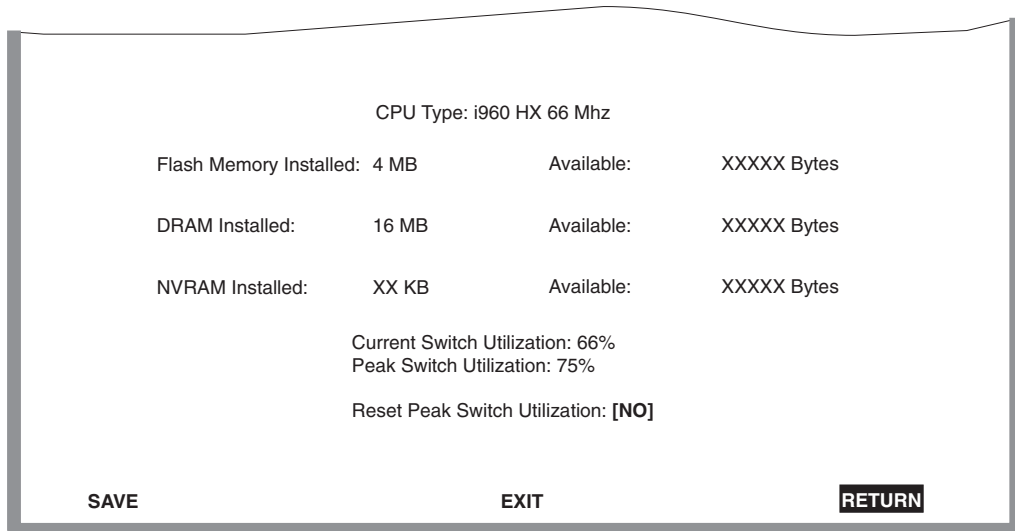 CPU Type: i960 HX 66 Mhz
Flash Memory Installed: 4 MB Available: XXXXX Bytes
DRAM Installed: 16 MB Available: XXXXX Bytes
NVRAM Installed: XX KB Available: XXXXX Bytes
Current Switch Utilization: 66%
Peak Switch Utilization: 75%
Reset Peak Switch Utilization: [NO]
SAVE EXIT RETURN